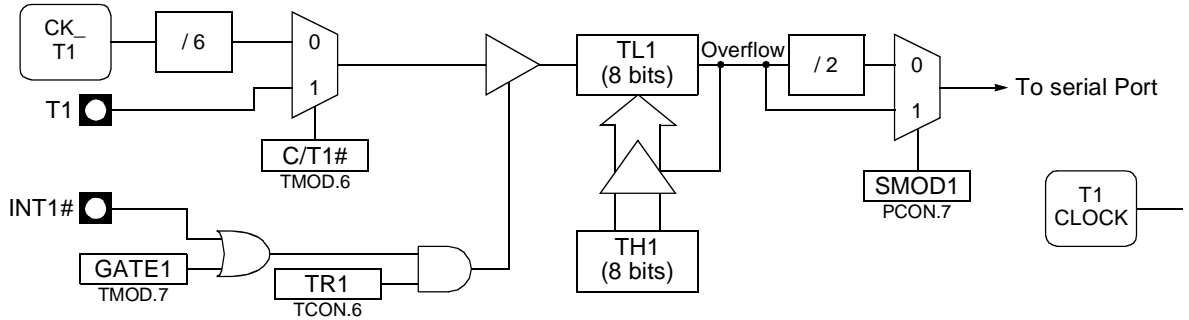 CK_
T1
/ 6
0
1
T1
C/T1#
TMOD.6
INT1#
GATE1
TMOD.7
TR1
TCON.6
TL1
(8 bits)
Overflow
/ 2
0
1
To serial Port
TH1
(8 bits)
SMOD1
PCON.7
T1
CLOCK